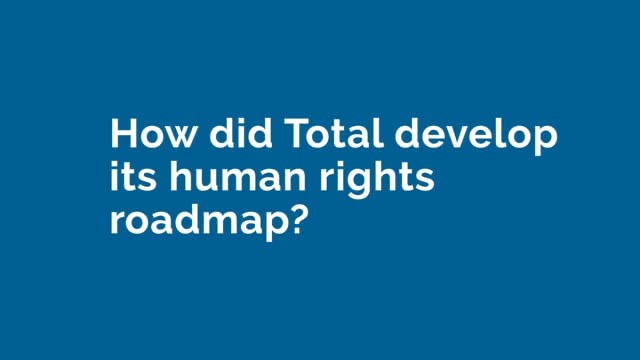 How did Total develop
its human rights
roadmap?